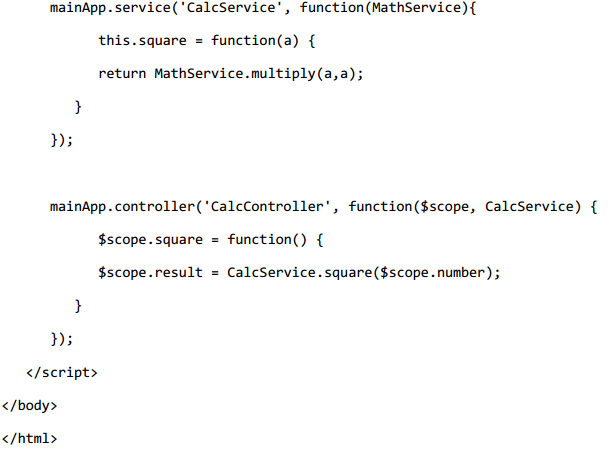 mainApp.service('CalcService', function(MathService){
this.square = function(a) {
return MathService.multiply(a,a);
}
});
mainApp.controller('CalcController', function($scope, CalcService) {
$scope.square = function() {
$scope.result = CalcService.square($scope.number);
}
});
</script>
</body>
</html>